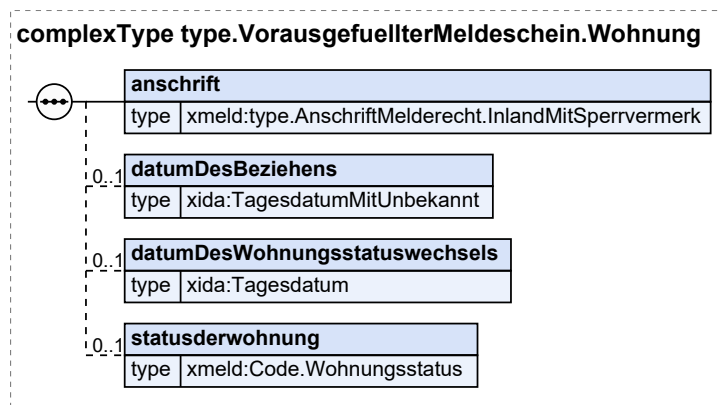 complexType type.VorausgefuellterMeldeschein.Wohnung
anschrift
type xmeld:type.AnschriftMelderecht.InlandMitSperrvermerk
0..1 datumDesBeziehens
type xida:TagesdatumMitUnbekannt
0..1 datumDesWohnungsstatuswechsels
type xida:Tagesdatum
0..1 statusderwohnung
type xmeld:Code.Wohnungsstatus